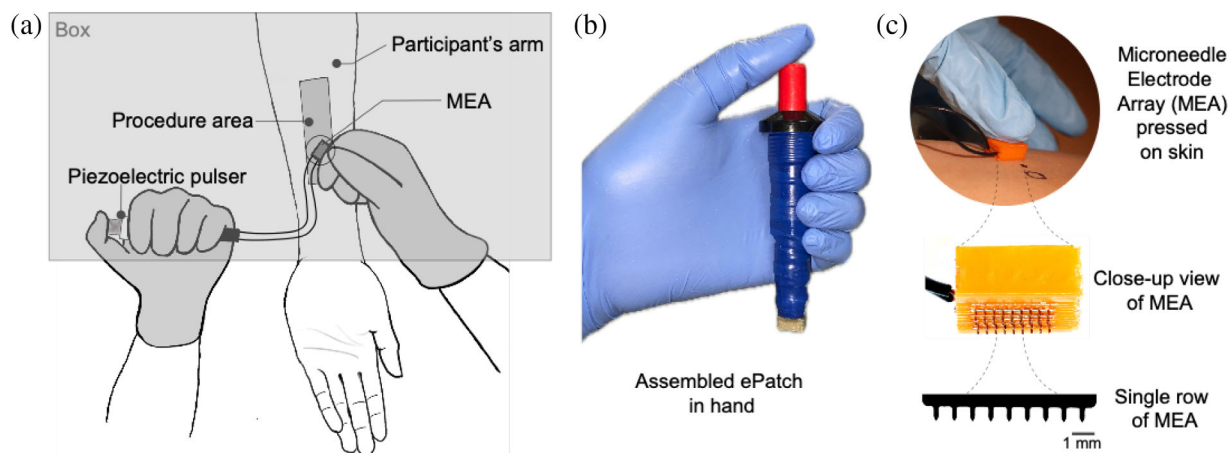 (a)
Box
Participant's arm
MEA
Procedure area
Piezoelectric pulser
(b)
Assembled ePatch
in hand
(c)
Microneedle
Electrode
Array (MEA)
pressed
on skin
Close-up view
of MEA
Single row
of MEA
1 mm